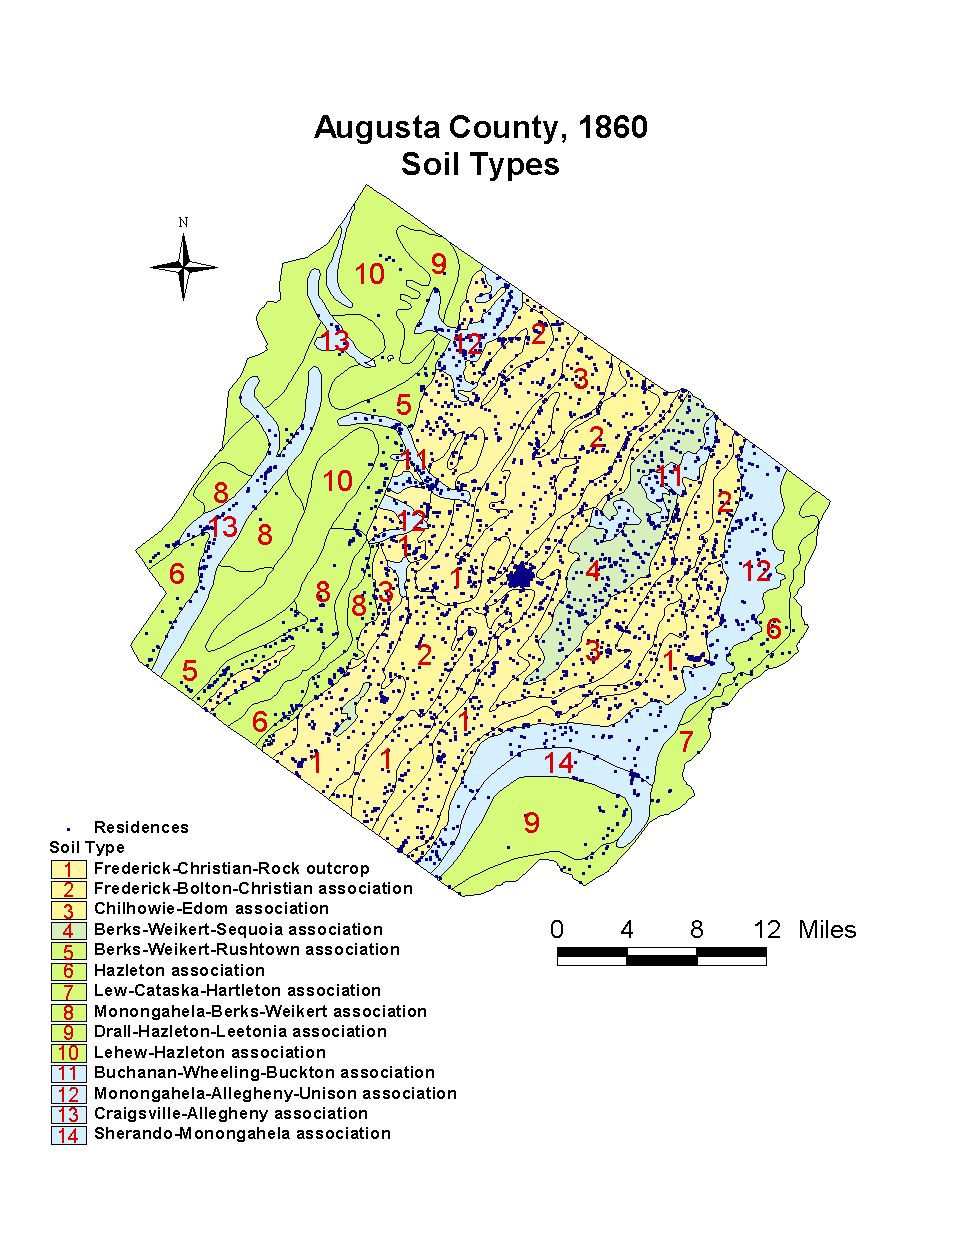 Augusta County, 1860
Soil Types
N
10
9
13
12
2
3
5
2
11
10
11
8
2
13
8
12
1
6
1
4
12
8
8
3
6
2
3
1
5
6
1
7
1
1
14
9
Residences
Soil Type
1 Frederick-Christian-Rock outcrop
2 Frederick-Bolton-Christian association
3 Chilhowie-Edom association
4 Berks-Weikert-Sequoia association
5 Berks-Weikert-Rushtown association
6 Hazleton association
7 Lew-Cataska-Hartleton association
8 Monongahela-Berks-Weikert association
9 Drall-Hazleton-Leetonia association
10 Lehew-Hazleton association
11 Buchanan-Wheeling-Buckton association
12 Monongahela-Allegheny-Unison association
13 Craigsville-Allegheny association
14 Sherando-Monongahela association
0 4 8 12 Miles